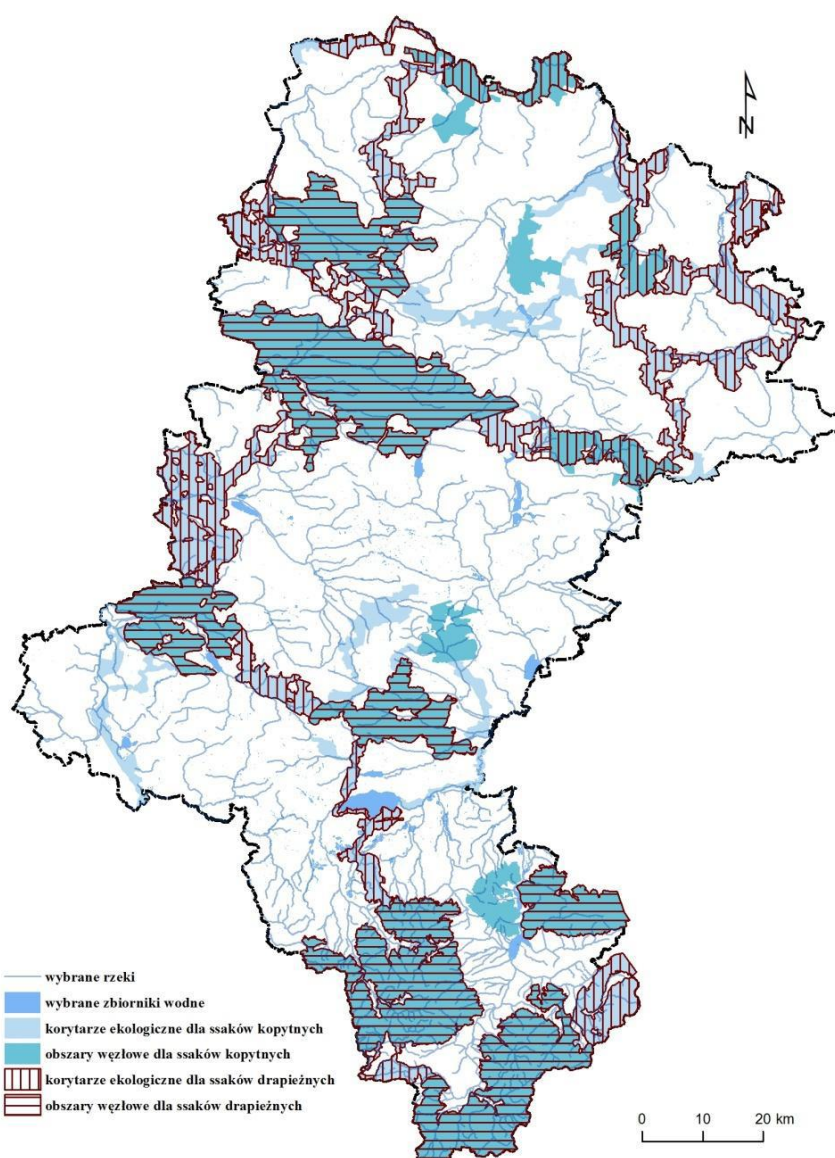 N
wybrane rzeki
wybrane zbiorniki wodne
korytarze ekologiczne dla ssaków kopytnych
obszary węzłowe dla ssaków kopytnych
korytarze ekologiczne dla ssaków drapieżnych
obszary węzłowe dla ssaków drapieżnych
0 10 20 km